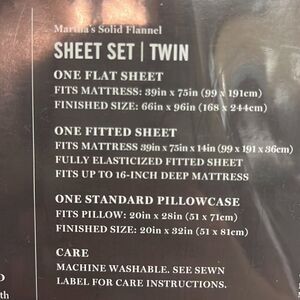 Martha's Solid Flannel
SHEET SET | TWIN
ONE FLAT SHEET
FITS MATTRESS: 39in x 75in (99 x 191cm)
FINISHED SIZE: 66in x 96in (168 x 244cm)
ONE FITTED SHEET
FITS MATTRESS 39in x 75in x 14in (99 x 191 x 36cm)
FULLY ELASTICIZED FITTED SHEET
FITS UP TO 16-INCH DEEP MATTRESS
ONE STANDARD PILLOWCASE
FITS PILLOW: 20in x 28in (51 x 71cm)
FINISHED SIZE: 20in x 32in (51 x 81cm)
CARE
MACHINE WASHABLE. SEE SEWN
LABEL FOR CARE INSTRUCTIONS.